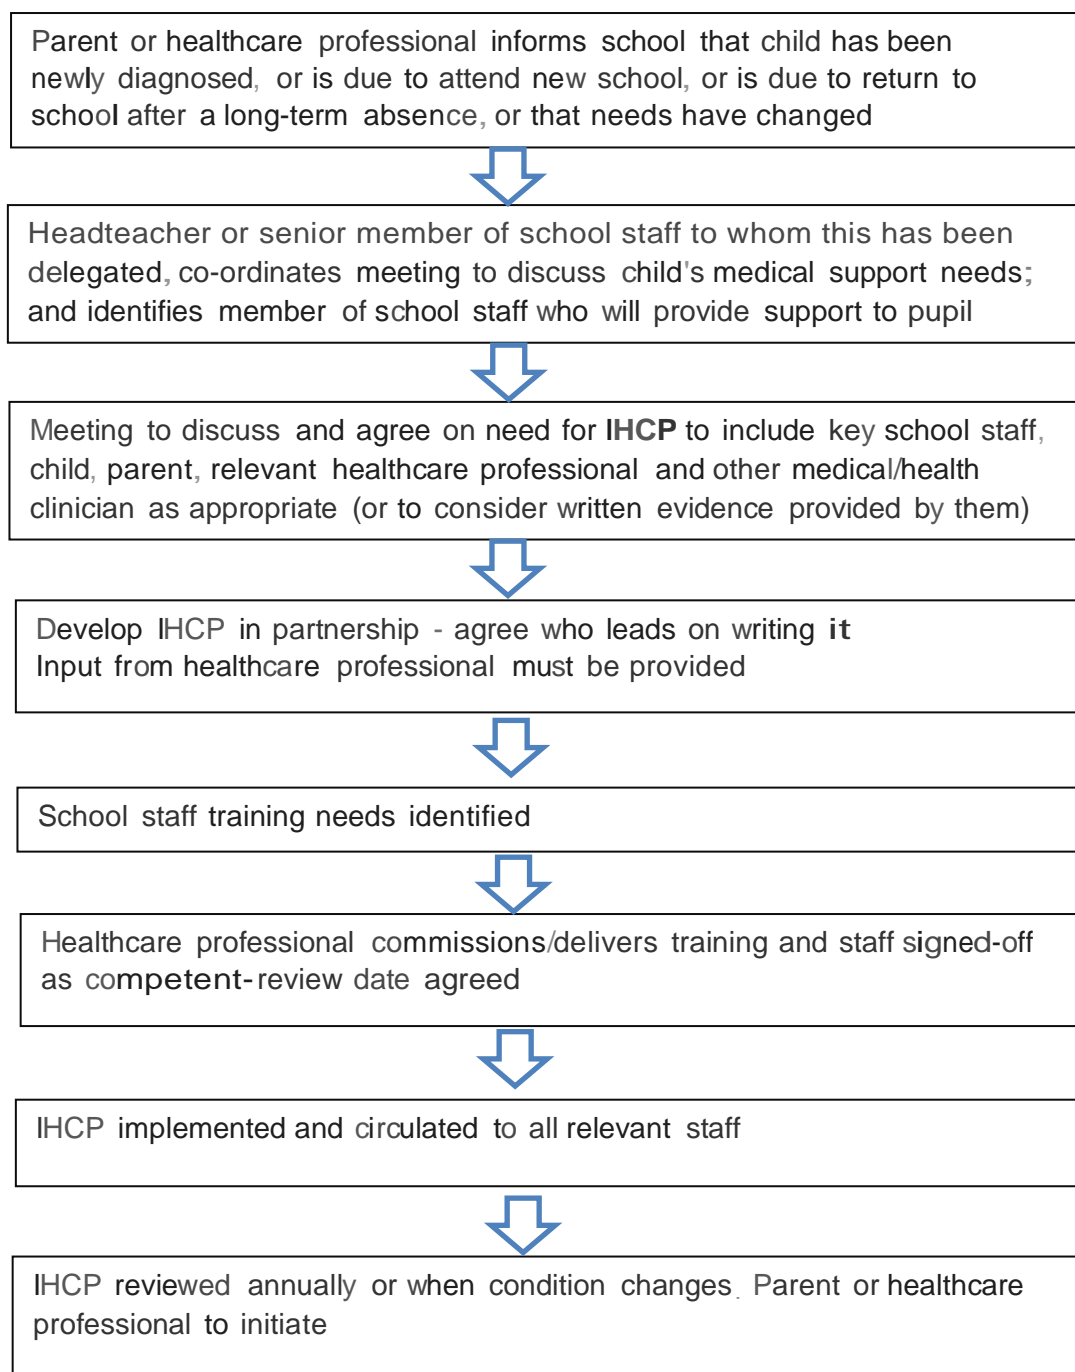 Parent or healthcare professional informs school that child has been
newly diagnosed, or is due to attend new school, or is due to return to
school after a long-term absence, or that needs have changed
Headteacher or senior member of school staff to whom this has been
delegated, co-ordinates meeting to discuss child's medical support needs;
and identifies member of school staff who will provide support to pupil
Meeting to discuss and agree on need for IHCP to include key school staff,
child, parent, relevant healthcare professional and other medical/health
clinician as appropriate (or to consider written evidence provided by them)
Develop IHCP in partnership - agree who leads on writing it
Input from healthcare professional must be provided
School staff training needs identified
Healthcare professional commissions/delivers training and staff signed-off
as competent-review date agreed
IHCP implemented and circulated to all relevant staff
IHCP reviewed annually or when condition changes. Parent or healthcare
professional to initiate